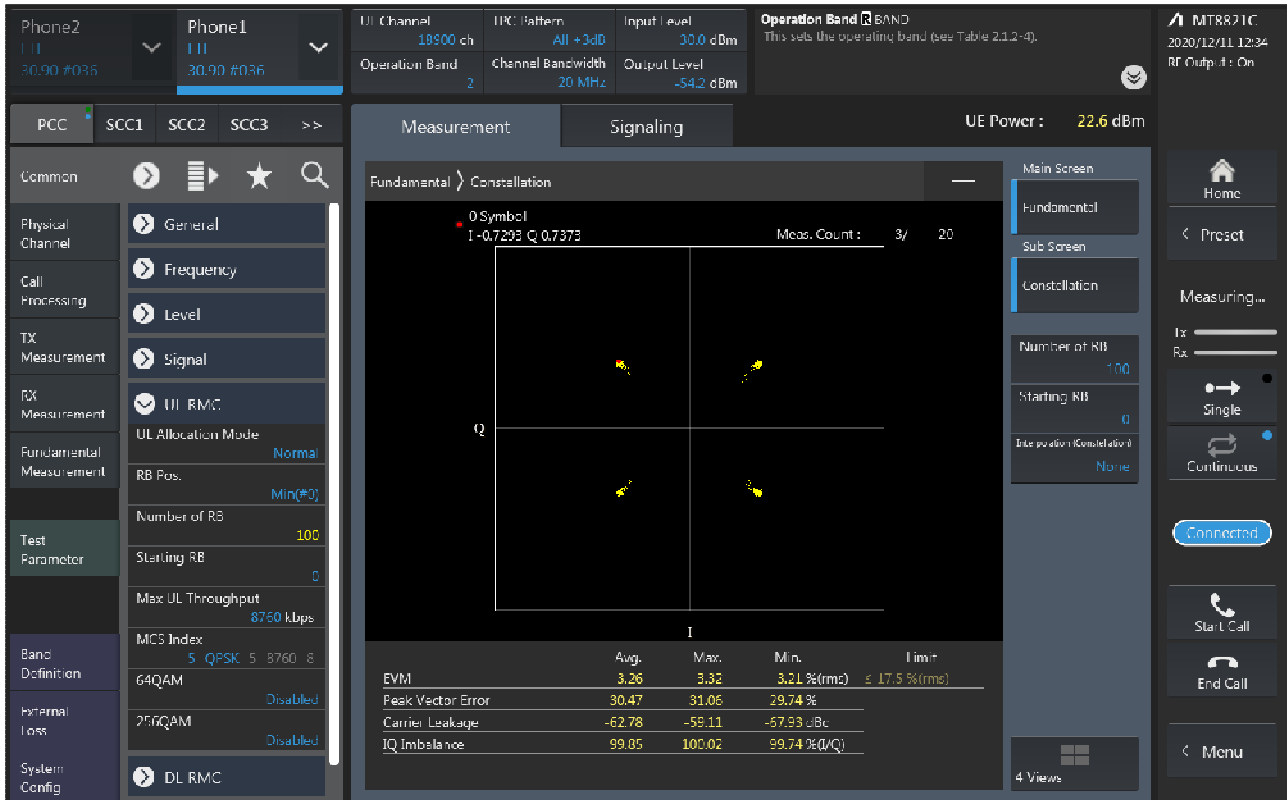 Phone2
LTE
30.90 #036
Phone1
LTE
30.90 #036
UL Channel
18900 ch
TPC Pattern
All +3dB
Input Level
30.0 dBm
Operation Band
2
Channel Bandwidth
20 MHz
Output Level
-54.2 dBm
Operation Band R BAND
This sets the operating band (see Table 2.1.2-4).
MT8821C
2020/12/11 12:34
RF Output : On
PCC SCC1 SCC2 SCC3 >>
Measurement
Signaling
UE Power : 22.6 dBm
Common
Physical
Channel
Call
Processing
TX
Measurement
RX
Measurement
Fundamental
Measurement
Test
Parameter
Band
Definition
External
Loss
System
Config
General
Frequency
Level
Signal
UL RMC
UL Allocation Mode
Normal
RB Pos.
Min(#0)
Number of RB
100
Starting RB
0
Max UL Throughput
8760 kbps
MCS Index
5 QPSK 5 8760 8
64QAM
Disabled
256QAM
Disabled
DL RMC
Fundamental > Constellation
0 Symbol
I -0.7293 Q 0.7373
Meas. Count : 3/ 20
Q
I
Avg. Max. Min. Limit
EVM 3.26 3.32 3.21 %(rms) ≤ 17.5 %(rms)
Peak Vector Error 30.47 31.06 29.74 %
Carrier Leakage -62.78 -59.11 -67.93 dBc
IQ Imbalance 99.85 100.02 99.74 %(I/Q)
Main Screen
Fundamental
Sub Screen
Constellation
Number of RB
100
Starting RB
0
Interpolation (Constellation)
None
4 Views
Home
< Preset
Measuring...
Tx
Rx
Single
Continuous
Connected
Start Call
End Call
< Menu